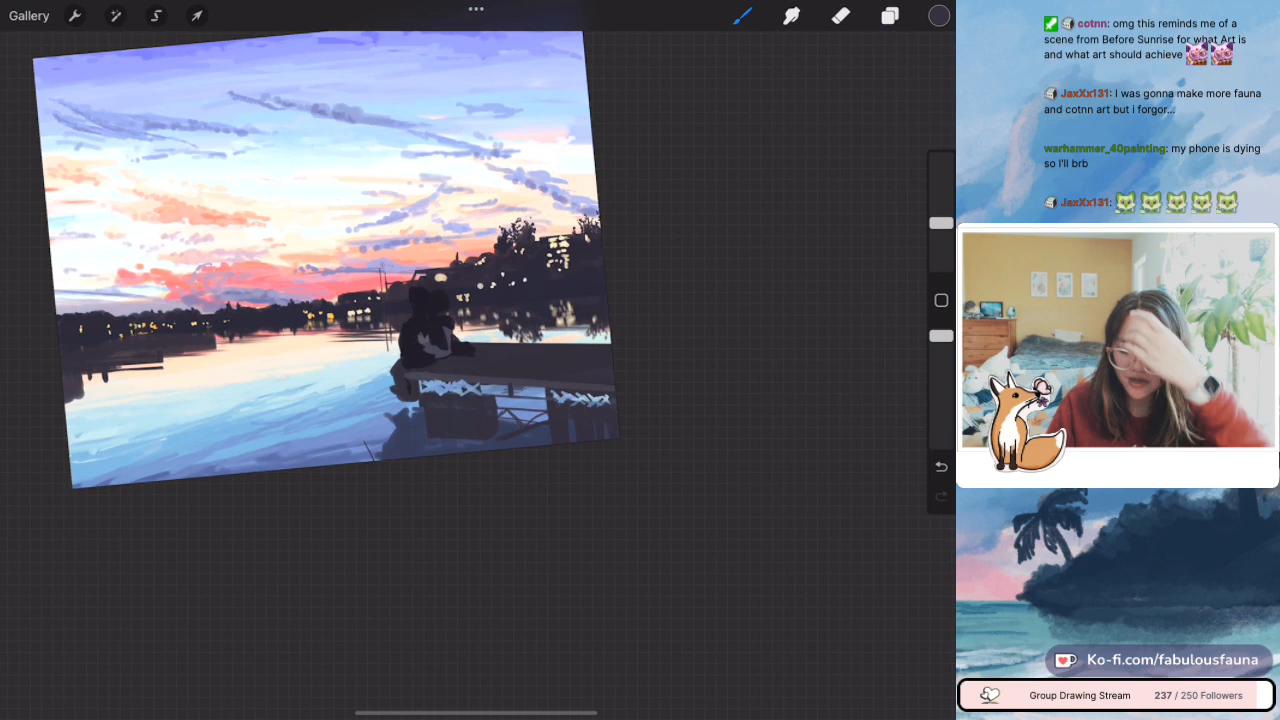 Gallery
cotnn: omg this reminds me of a
scene from Before Sunrise for what Art is
and what art should achieve
JaxXx131: I was gonna make more fauna
and cotnn art but i forgor...
warhammer_40painting: my phone is dying
so I'll brb
JaxXx131:
Ko-fi.com/fabulousfauna
Group Drawing Stream 237 / 250 Followers